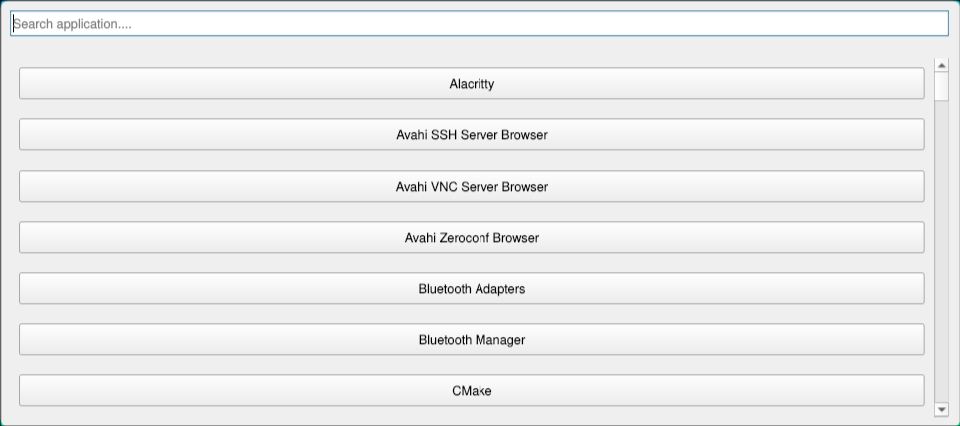 Search application....
Alacritty
Avahi SSH Server Browser
Avahi VNC Server Browser
Avahi Zeroconf Browser
Bluetooth Adapters
Bluetooth Manager
CMake